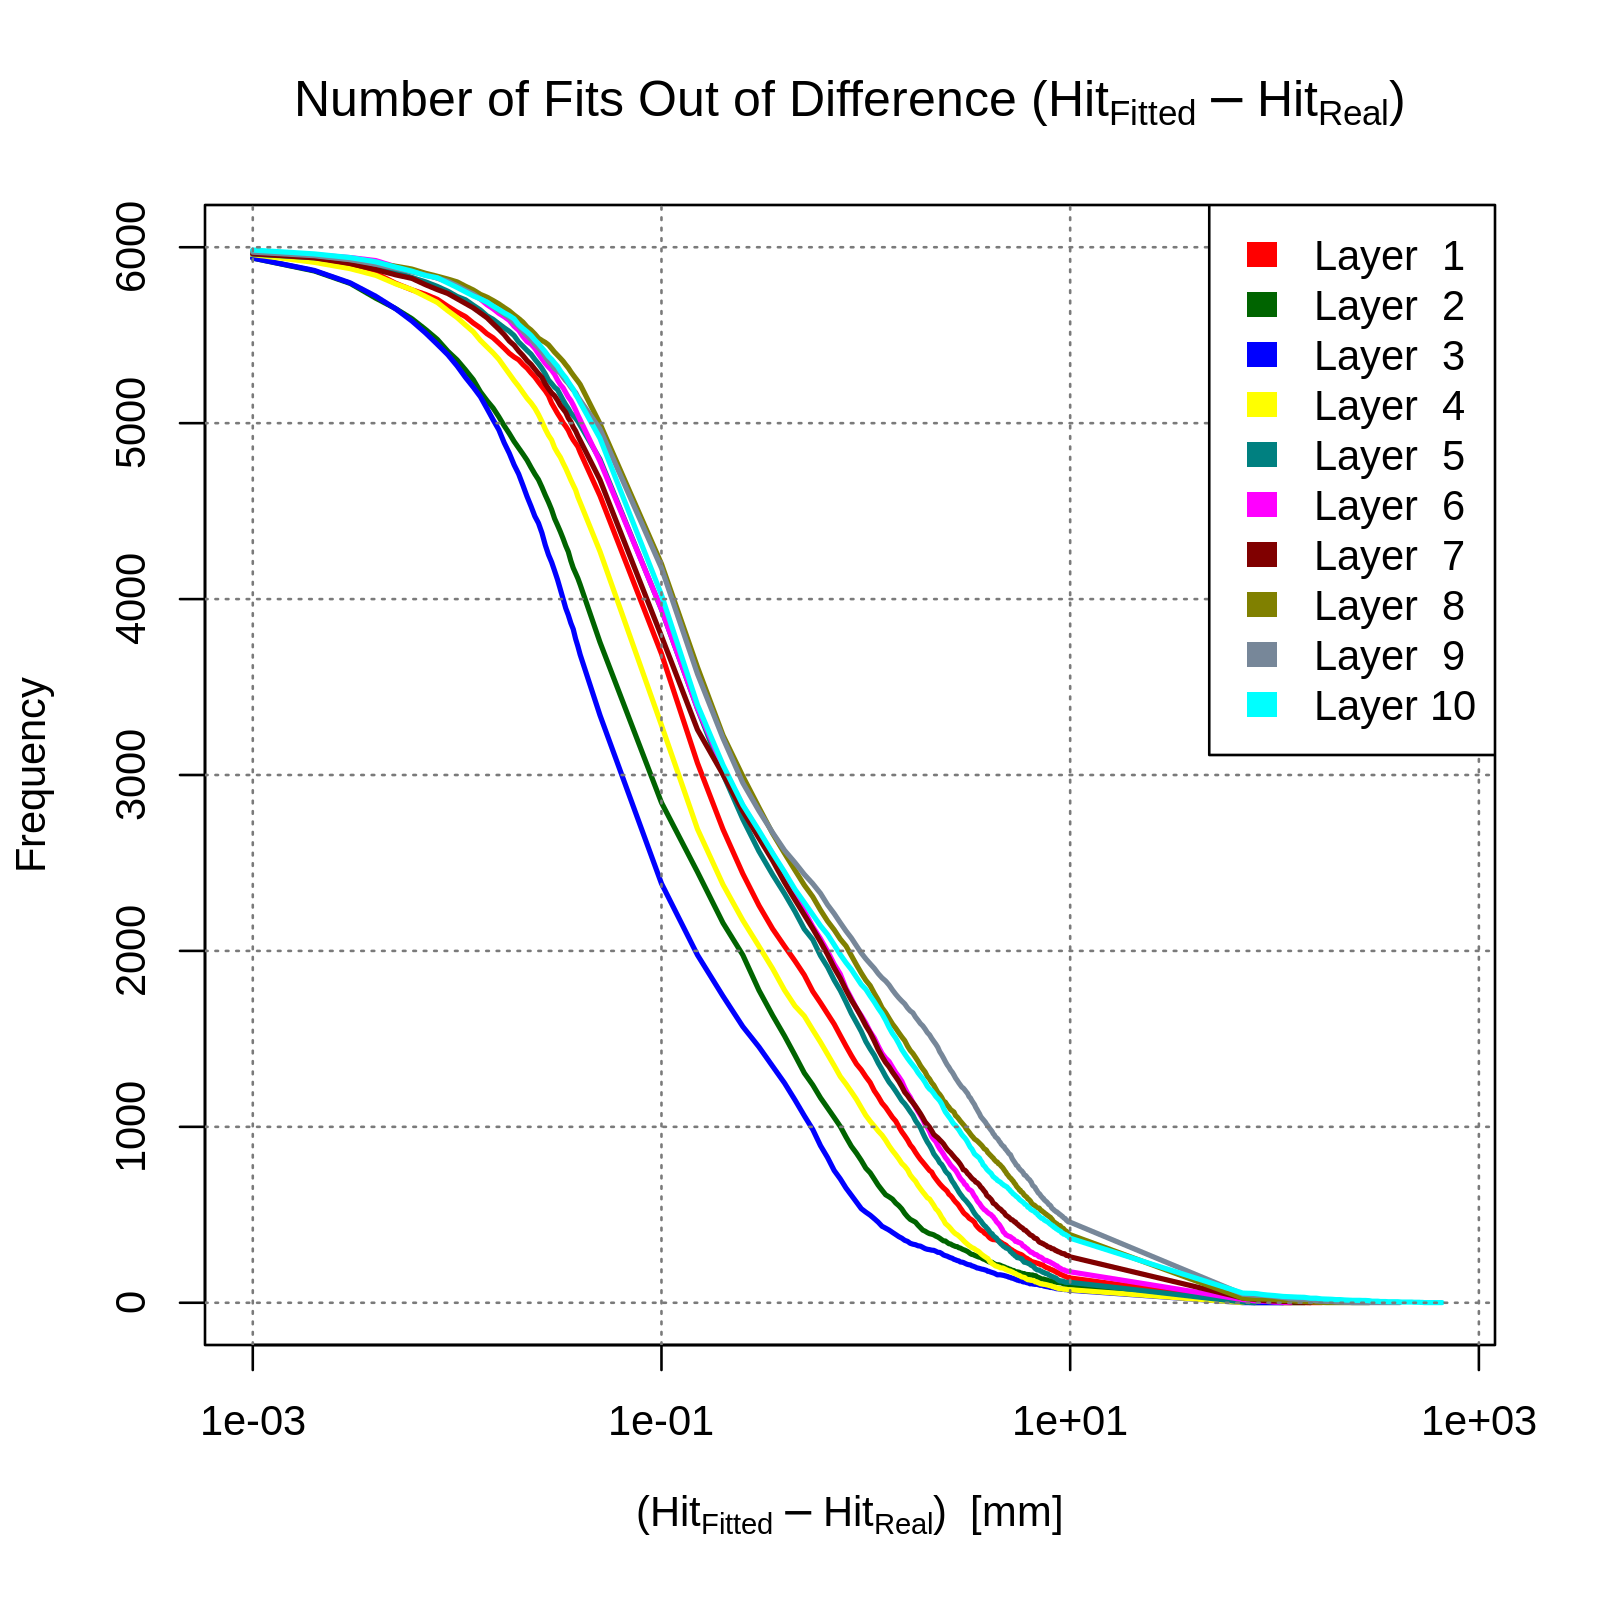 Number of Fits Out of Difference (HitFitted − HitReal)
Frequency
6000
5000
4000
3000
2000
1000
0
Layer 1
Layer 2
Layer 3
Layer 4
Layer 5
Layer 6
Layer 7
Layer 8
Layer 9
Layer 10
1e-03 1e-01 1e+01 1e+03
(HitFitted − HitReal) [mm]